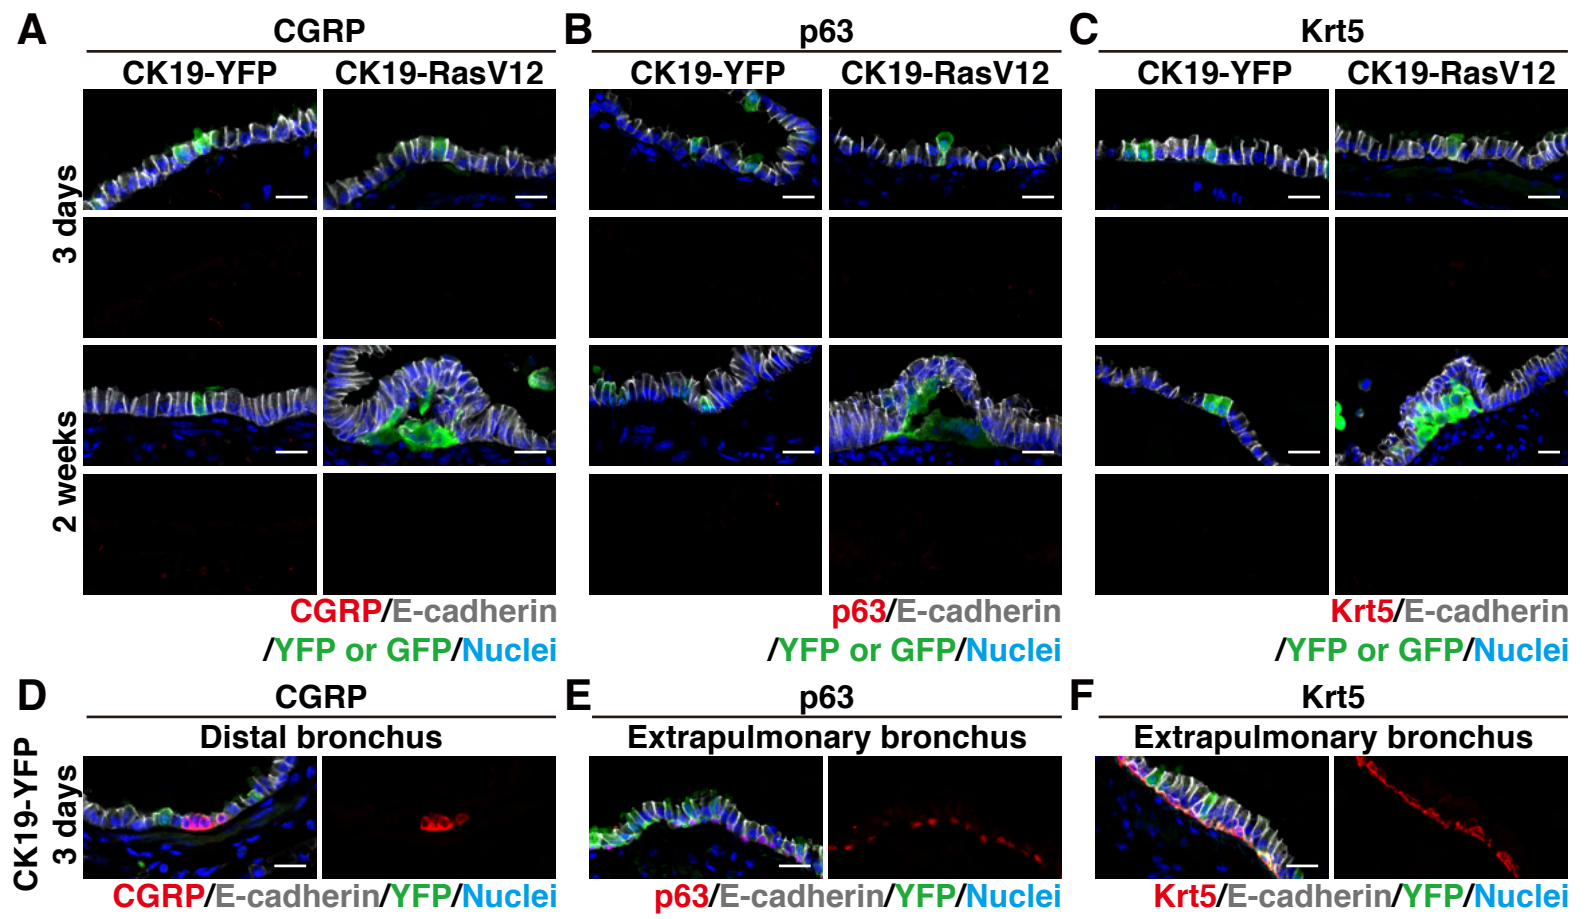 A CGRP B p63 C Krt5
CK19-YFP CK19-RasV12 CK19-YFP CK19-RasV12 CK19-YFP CK19-RasV12
3 days
2 weeks
CGRP/E-cadherin p63/E-cadherin Krt5/E-cadherin
/YFP or GFP/Nuclei /YFP or GFP/Nuclei /YFP or GFP/Nuclei
D CGRP E p63 F Krt5
Distal bronchus Extrapulmonary bronchus Extrapulmonary bronchus
CK19-YFP
3 days
CGRP/E-cadherin/YFP/Nuclei p63/E-cadherin/YFP/Nuclei Krt5/E-cadherin/YFP/Nuclei